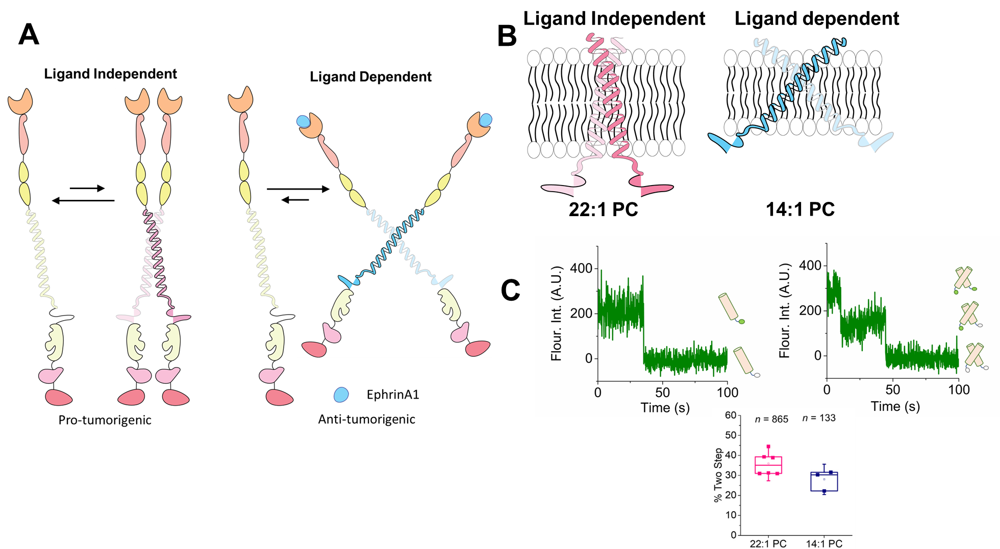 A
Ligand Independent
Ligand Dependent
EphrinA1
Pro-tumorigenic
Anti-tumorigenic
B
Ligand Independent
Ligand dependent
22:1 PC
14:1 PC
C
Flour. Int. (A.U.)
400
200
0
0
50
100
Time (s)
Flour. Int. (A.U.)
400
200
0
0
50
100
Time (s)
% Two Step
60
50
40
30
20
10
0
n = 865
n = 133
22:1 PC
14:1 PC